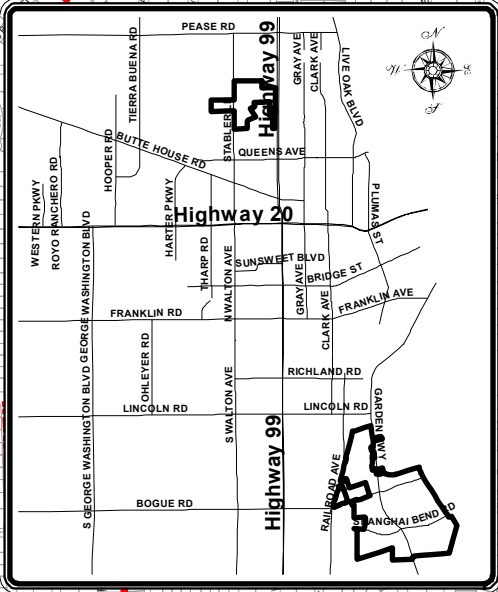 PEASE RD
TIERRA BUENA RD
Highway 99
GRAY AVE
CLARK AVE
LIVE OAK BLVD
N
W
E
S
STABLER
HOOPER RD
BUTTE HOUSE RD
QUEENS AVE
WESTERN PKWY
ROYO RANCHERO RD
HARTER PKWY
Highway 20
PLUMAS ST
GEORGE WASHINGTON BLVD
THARP RD
N WALTON AVE
SUNSWEET BLVD
BRIDGE ST
GRAY AVE
CLARK AVE
FRANKLIN AVE
FRANKLIN RD
OHLEYER RD
S WALTON AVE
RICHLAND RD
LINCOLN RD
LINCOLN RD
GARDEN HWY
S GEORGE WASHINGTON BLVD
Highway 99
RAILROAD AVE
BOGUE RD
SHANGHAI BEND RD